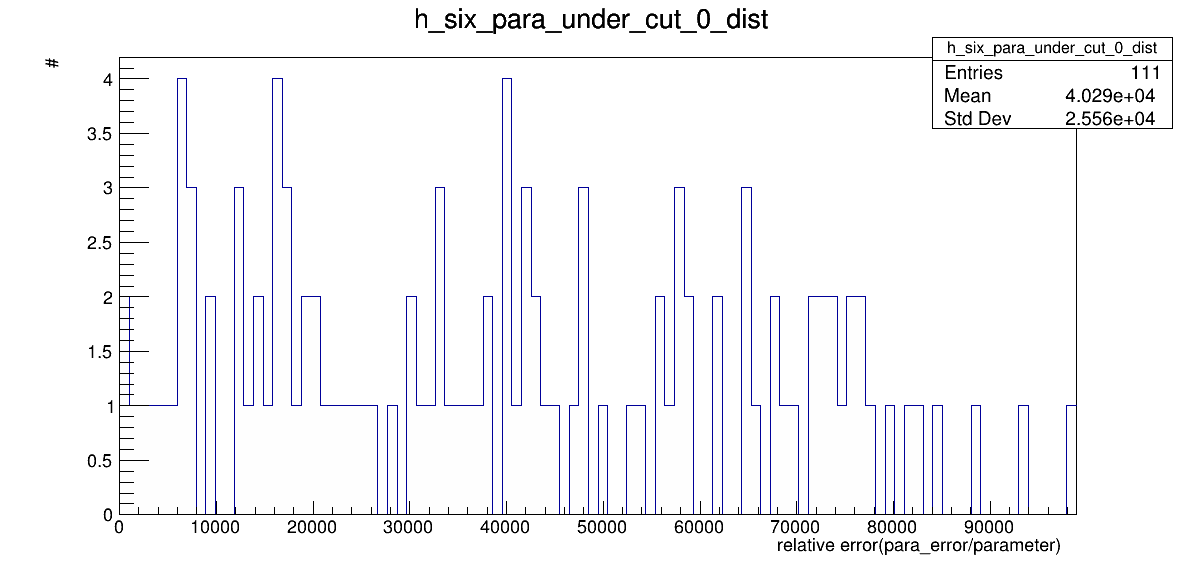 h_six_para_under_cut_0_dist
#
h_six_para_under_cut_0_dist
Entries 111
Mean 4.029e+04
Std Dev 2.556e+04
4
3.5
3
2.5
2
1.5
1
0.5
0
0 10000 20000 30000 40000 50000 60000 70000 80000 90000
relative error(para_error/parameter)